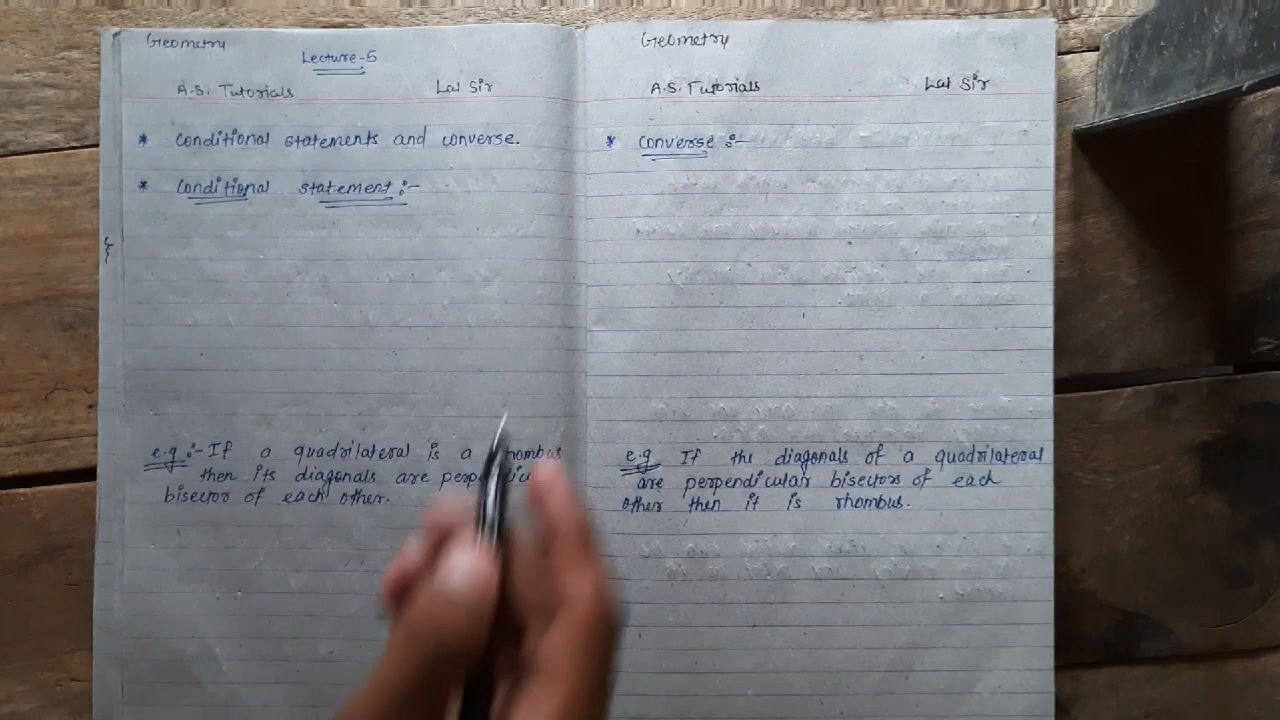 Geometry
Lecture-5
A.S. Tutorials Lal Sir
* Conditional statements and converse.
* Conditional statement :-
e.g :- If a quadrilateral is a rhombus
then its diagonals are
bisector of each other.
Geometry
A.S. Tutorials Lal Sir
* Converse :-
e.g If the diagonals of a quadrilateral
are perpendicular bisectors of each
other then it is rhombus.